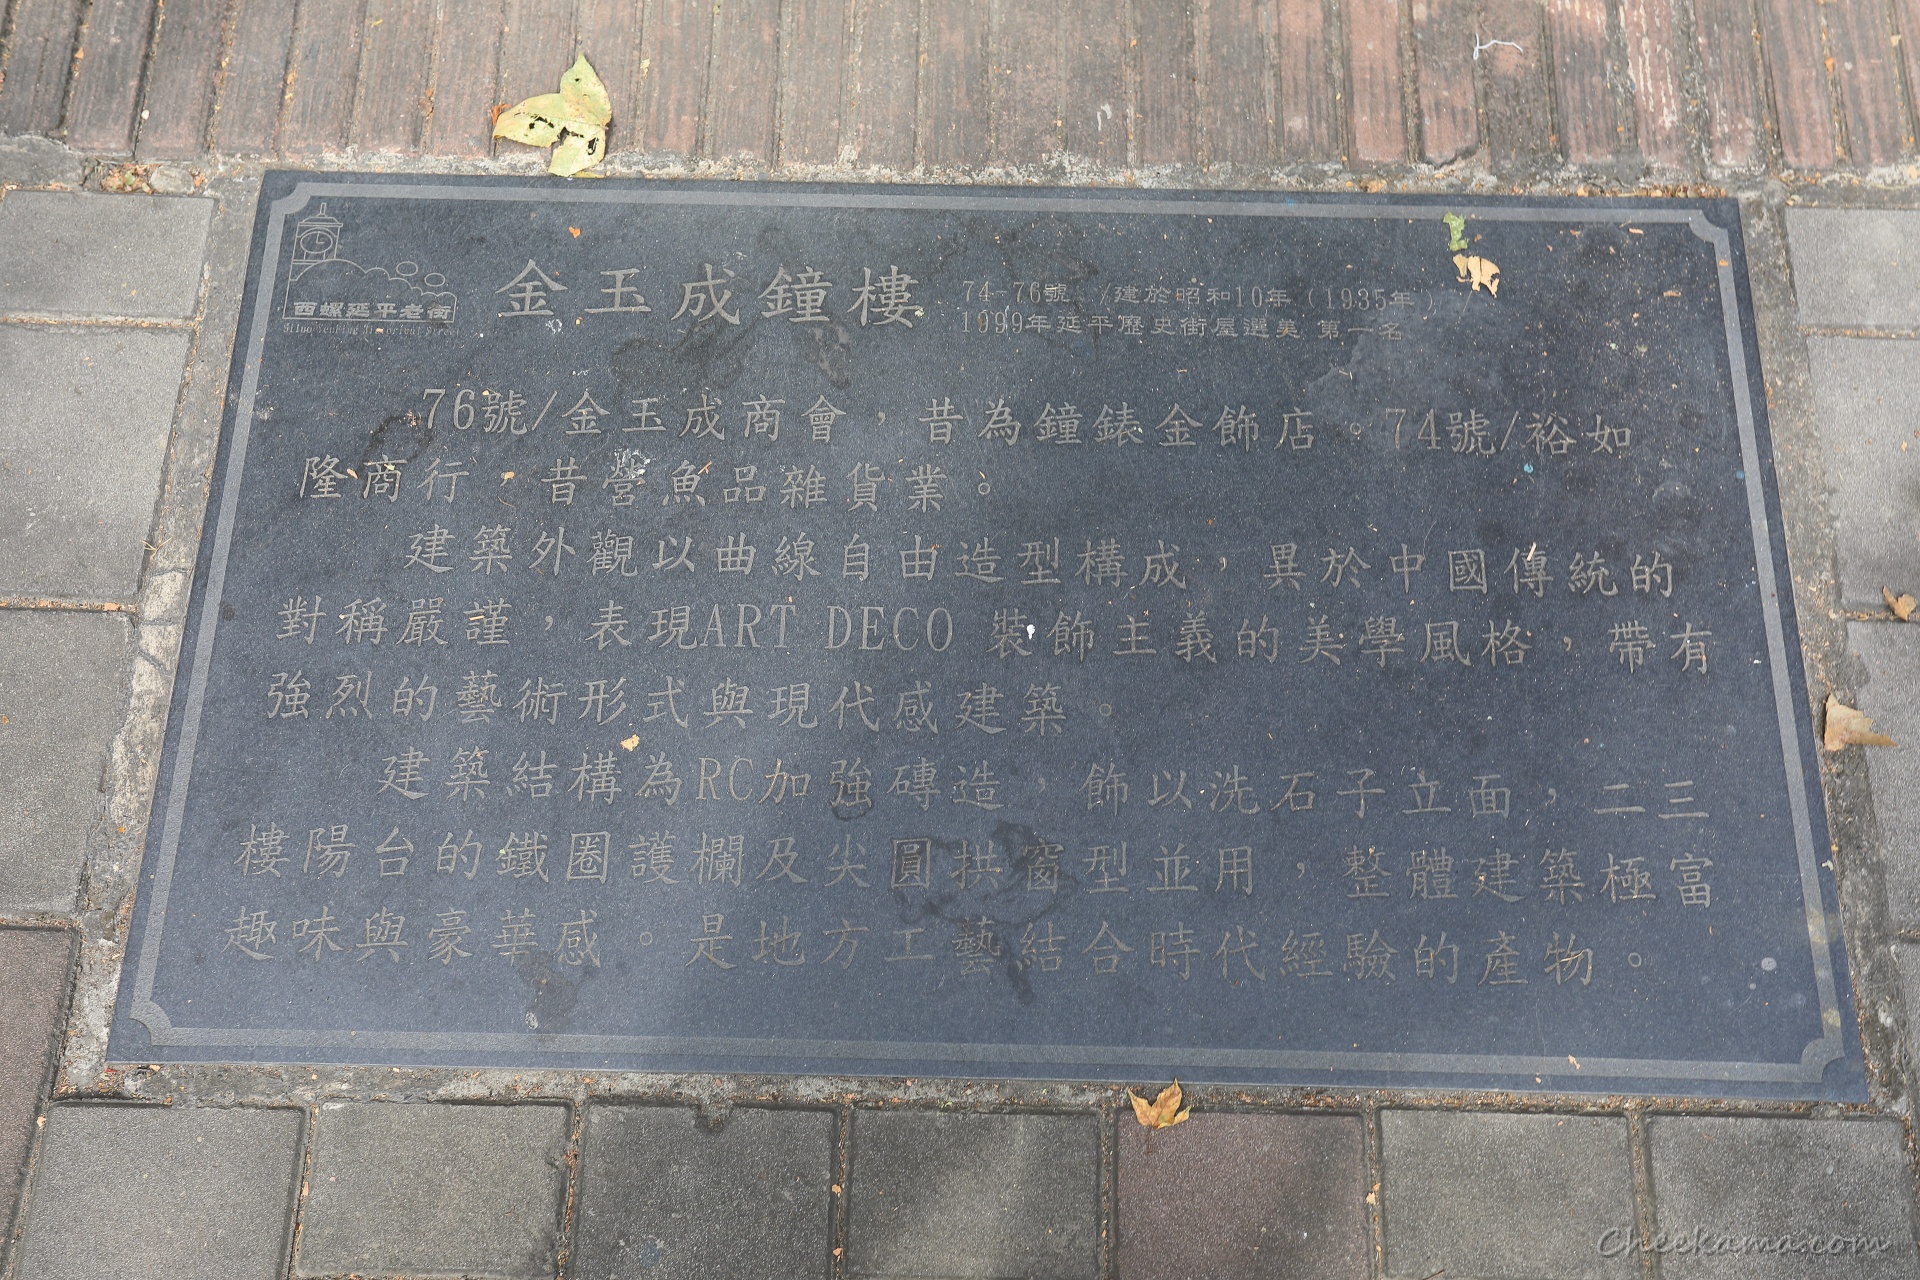 西螺延平老街
Siluo YenPing Historical Street
金玉成鐘樓
74-76號 /建於昭和10年（1935年） /
1999年延平歷史街屋選美 第一名
76號/金玉成商會，昔為鐘錶金飾店。74號/裕如
隆商行，昔營魚品雜貨業。
建築外觀以曲線自由造型構成，異於中國傳統的
對稱嚴謹，表現ART DECO 裝飾主義的美學風格，帶有
強烈的藝術形式與現代感建築。
建築結構為RC加強磚造，飾以洗石子立面，二三
樓陽台的鐵圈護欄及尖圓拱窗型並用，整體建築極富
趣味與豪華感。是地方工藝結合時代經驗的產物。
Cheekama.com